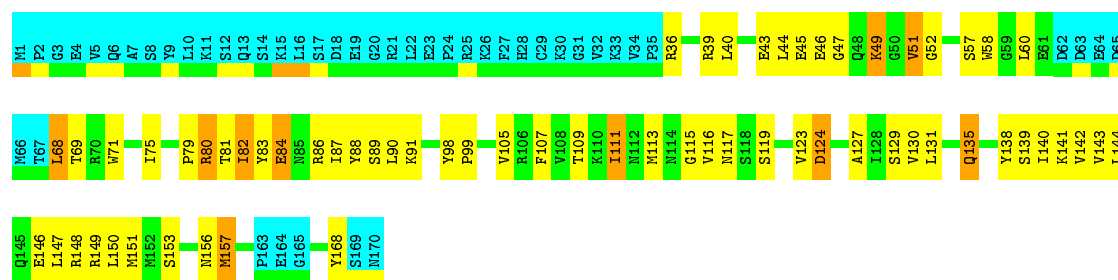 M1 P2 G3 E4 V5 Q6 A7 S8 Y9 L10 K11 S12 Q13 S14 K15 L16 S17 D18 E19 G20 R21 L22 E23 P24 R25 K26 F27 H28 C29 K30 G31 V32 K33 V34 P35 R36 R39 L40 E43 L44 E45 E46 G47 Q48 K49 G50 V51 G52 S57 W58 G59 L60 E61 D62 D63 E64 D65
M66 T67 L68 T69 R70 W71 I75 P79 R80 T81 I82 Y83 E84 N85 R86 I87 Y88 S89 L90 K91 Y98 P99 V105 R106 F107 V108 T109 K110 I111 N112 M113 N114 G115 V116 N117 S118 S119 V123 D124 A127 I128 S129 V130 L131 Q135 Y138 S139 I140 K141 V142 V143 L144
Q145 E146 L147 R148 R149 L150 M151 M152 S153 N156 M157 P163 E164 G165 Y168 S169 N170